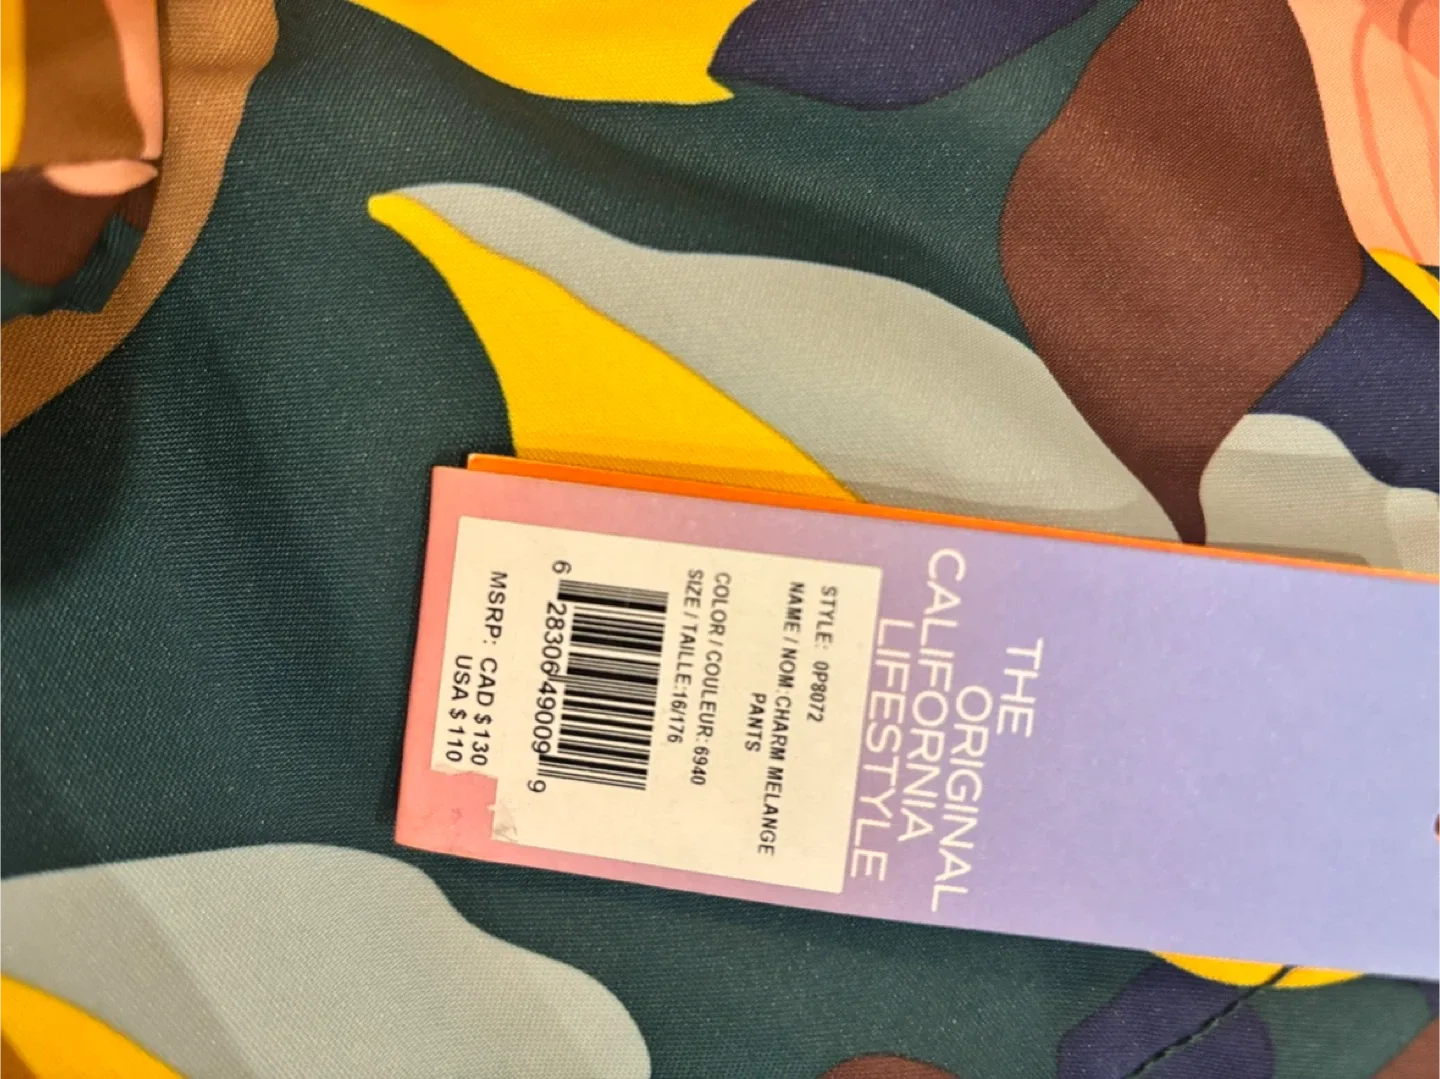 THE
ORIGINAL
CALIFORNIA
LIFESTYLE
STYLE: 0P8072
NAME / NOM:CHARM MELANGE
PANTS
COLOR / COULEUR: 6940
SIZE / TAILLE:16/176
6 28306 49009 9
MSRP: CAD $130
USA $ 110